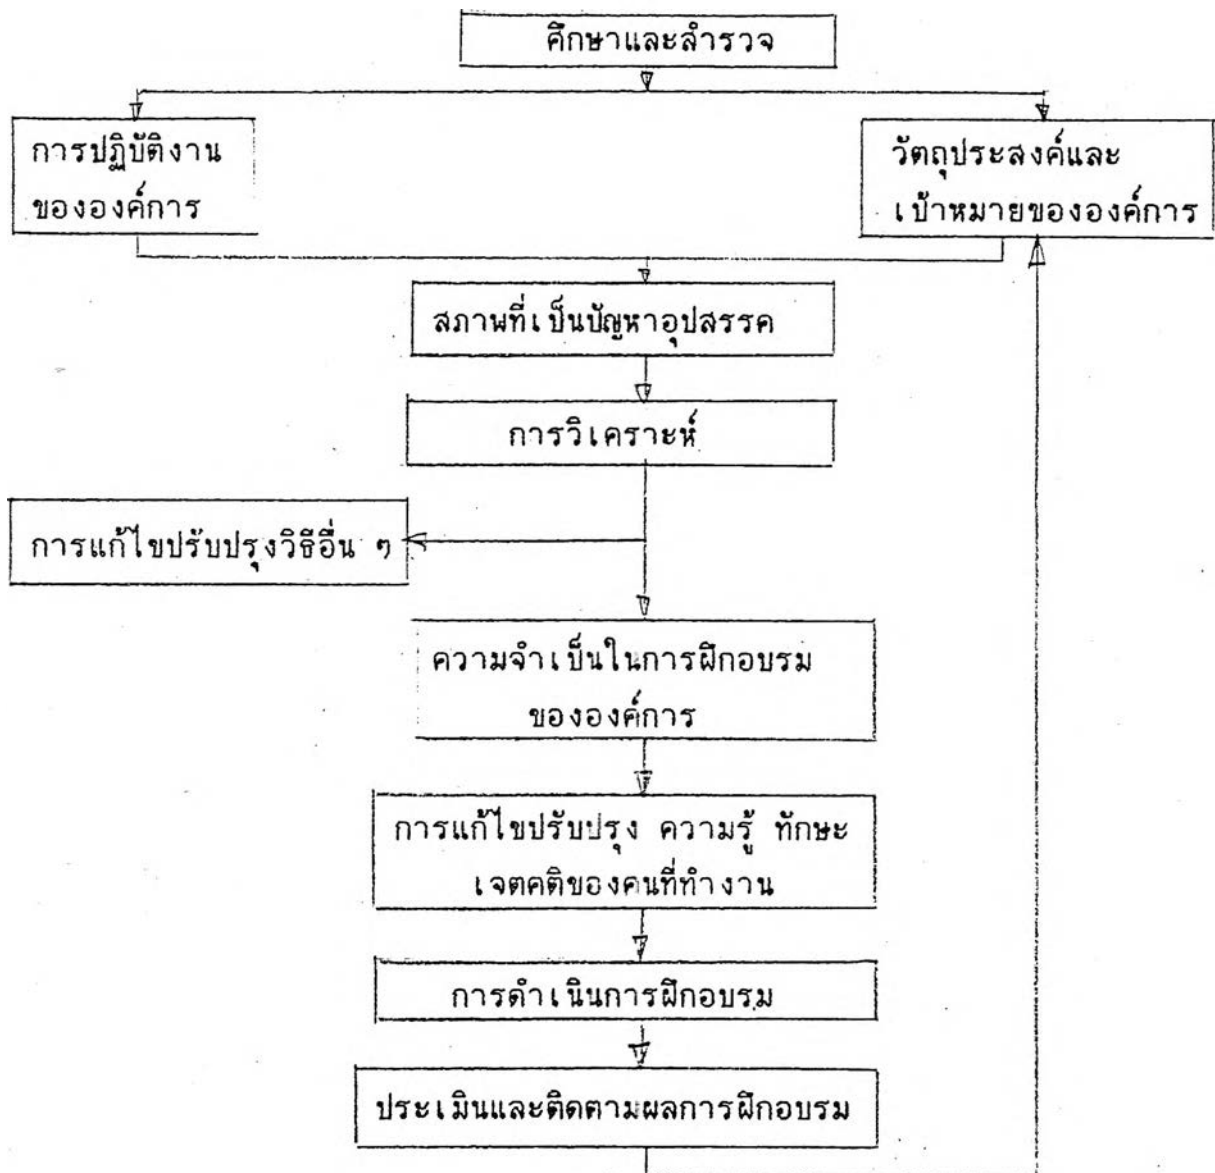 ศึกษาและสำรวจ
การปฏิบัติงาน
ขององค์การ
วัตถุประสงค์และ
เป้าหมายขององค์การ
สภาพที่เป็นปัญหาอุปสรรค
การวิเคราะห์
การแก้ไขปรับปรุงวิธีอื่น ๆ
ความจำเป็นในการฝึกอบรม
ขององค์การ
การแก้ไขปรับปรุง ความรู้ ทักษะ
เจตคติของคนที่ทำงาน
การดำเนินการฝึกอบรม
ประเมินและติดตามผลการฝึกอบรม